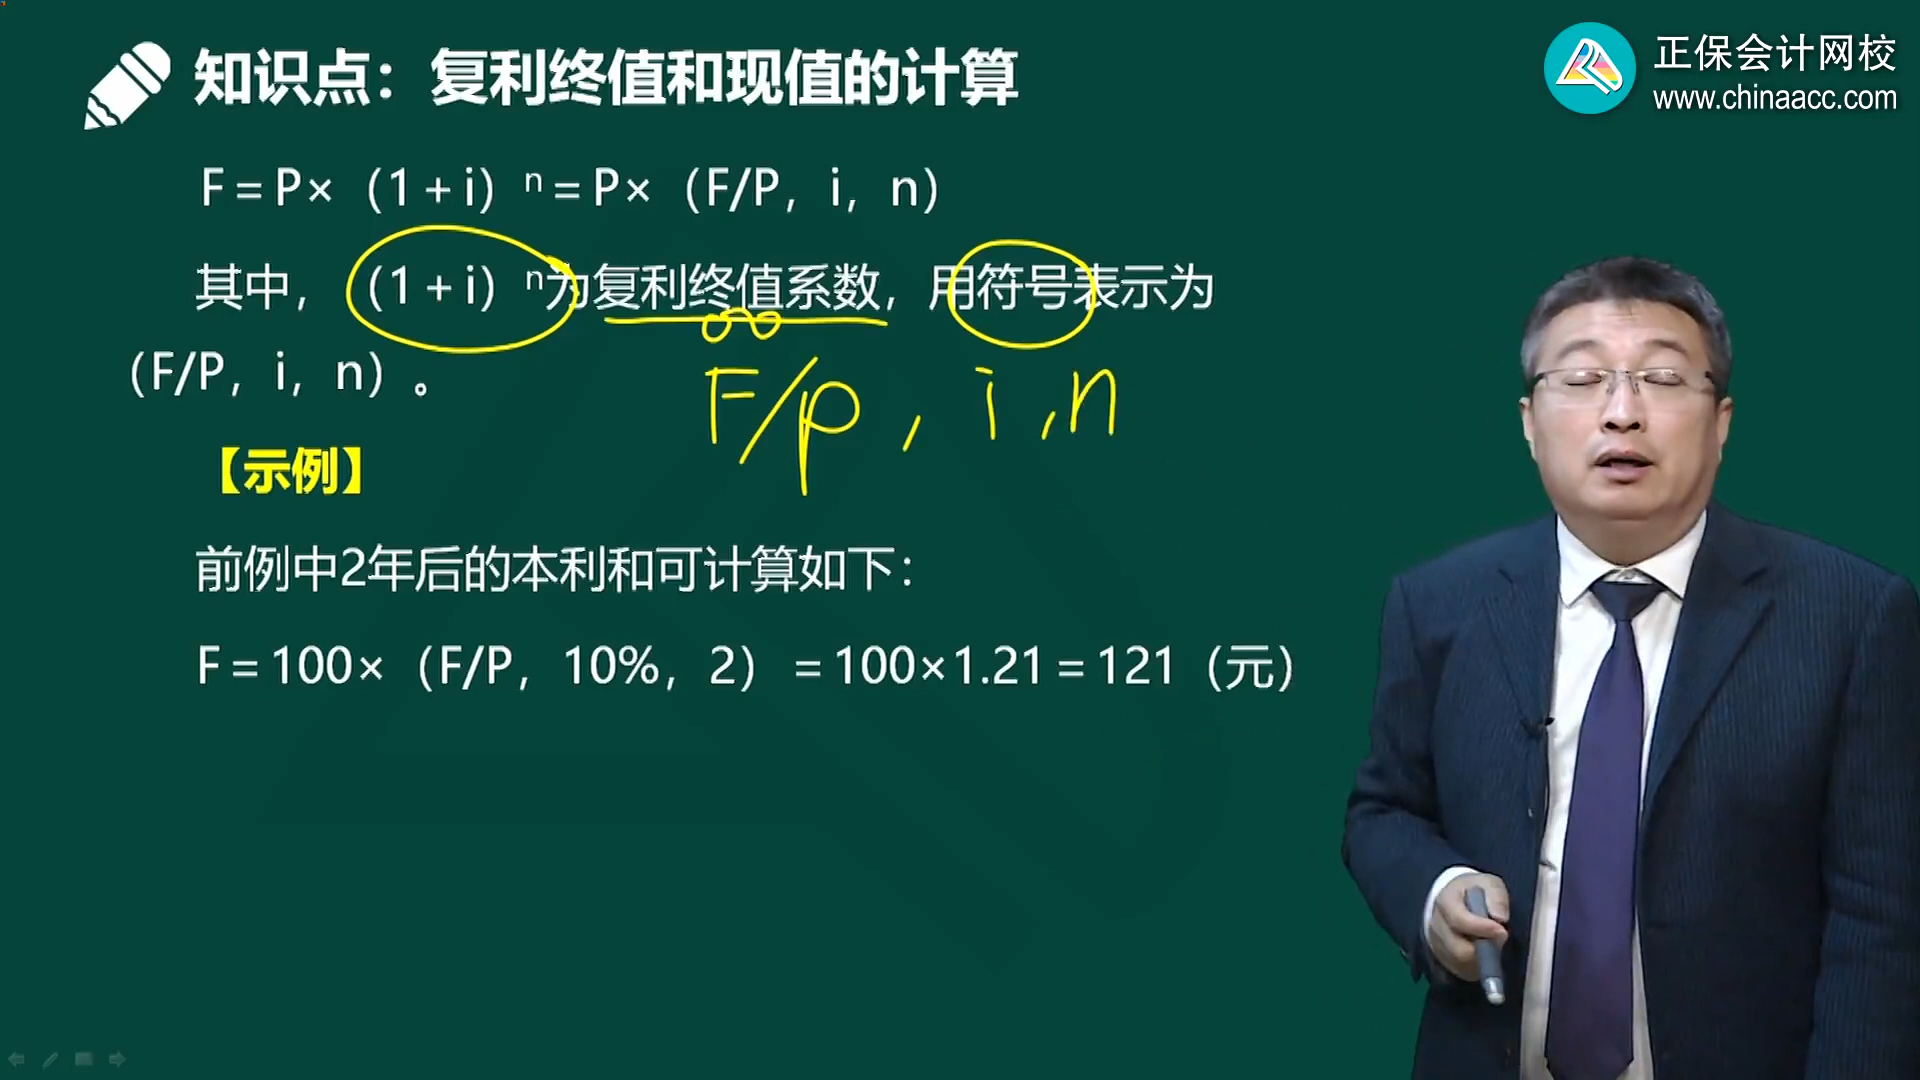 知识点：复利终值和现值的计算
正保会计网校
www.chinaacc.com
F＝P×（1＋i）ⁿ＝P×（F/P，i，n）
其中，（1＋i）ⁿ为复利终值系数，用符号表示为
（F/P，i，n）。
F/p , i , n
【示例】
前例中2年后的本利和可计算如下：
F＝100×（F/P，10%，2）＝100×1.21＝121（元）